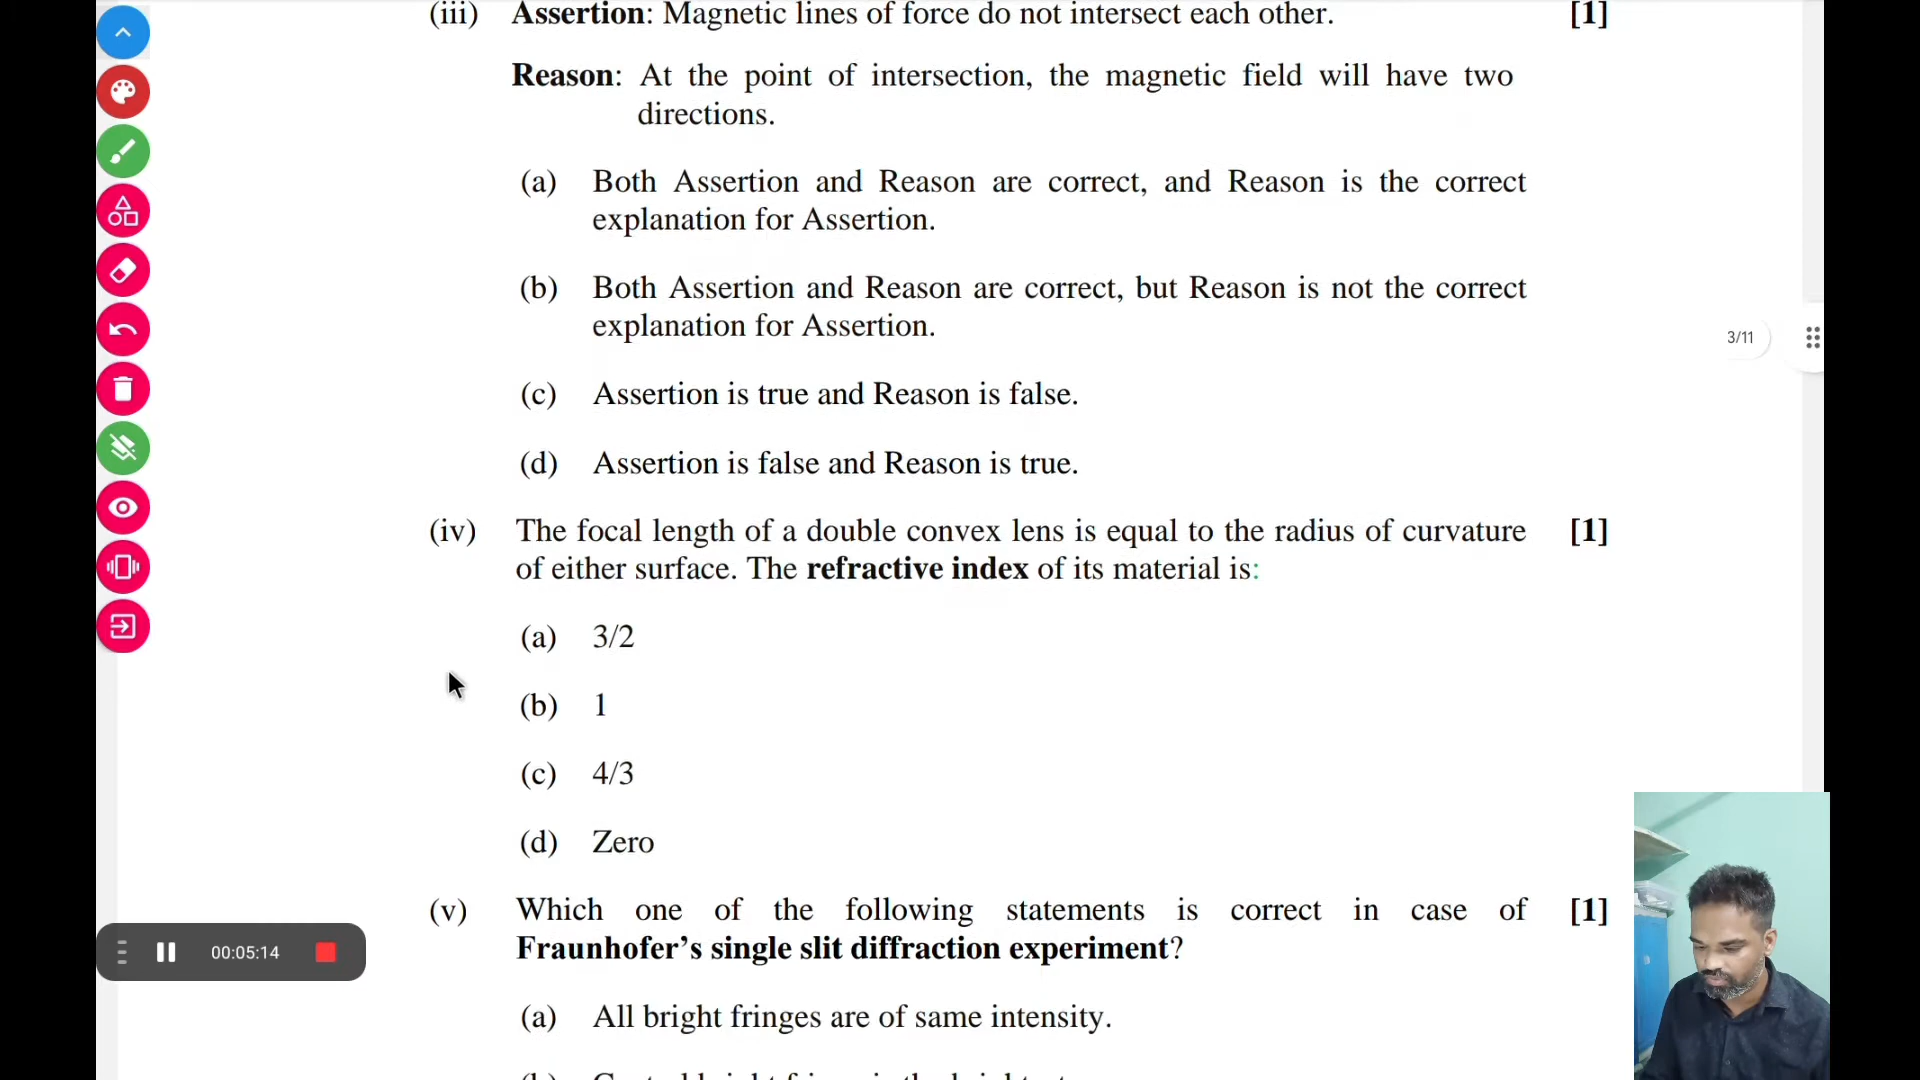 (iii) Assertion: Magnetic lines of force do not intersect each other. [1]
Reason: At the point of intersection, the magnetic field will have two
directions.
(a) Both Assertion and Reason are correct, and Reason is the correct
explanation for Assertion.
(b) Both Assertion and Reason are correct, but Reason is not the correct
explanation for Assertion.
3/11
(c) Assertion is true and Reason is false.
(d) Assertion is false and Reason is true.
(iv) The focal length of a double convex lens is equal to the radius of curvature [1]
of either surface. The refractive index of its material is:
(a) 3/2
(b) 1
(c) 4/3
(d) Zero
(v) Which one of the following statements is correct in case of [1]
Fraunhofer’s single slit diffraction experiment?
00:05:14
(a) All bright fringes are of same intensity.